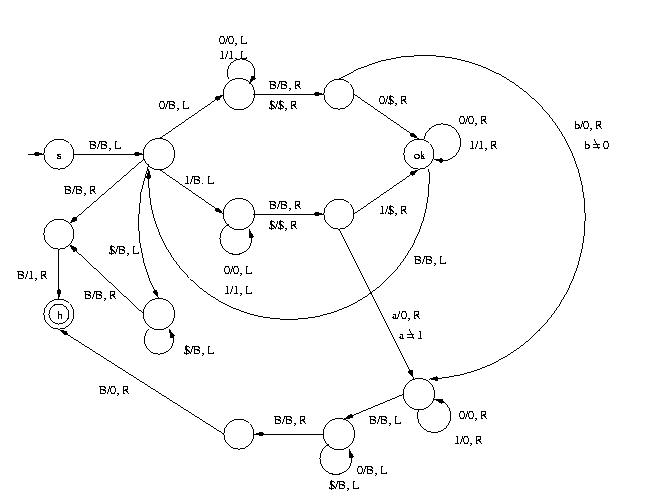 0/0, L
1/1, L
B/B, R
$/$, R
0/B, L
0/$, R
0/0, R
1/1, R
b/0, R
b ≠ 0
s
B/B, L
ok
B/B, R
1/B. L
B/B, R
$/$, R
1/$, R
$/B, L
0/0, L
1/1, L
B/B, L
B/1, R
B/B, R
h
a/0, R
a ≠ 1
$/B, L
B/0, R
B/B, R
B/B, L
0/0, R
1/0, R
0/B, L
$/B, L